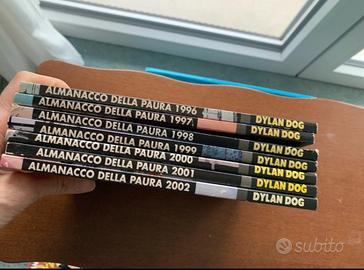 ALMANACCO DELLA PAURA 1996 DYLAN DOG
ALMANACCO DELLA PAURA 1997 DYLAN DOG
ALMANACCO DELLA PAURA 1998 DYLAN DOG
ALMANACCO DELLA PAURA 1999 DYLAN DOG
ALMANACCO DELLA PAURA 2000 DYLAN DOG
ALMANACCO DELLA PAURA 2001 DYLAN DOG
ALMANACCO DELLA PAURA 2002 DYLAN DOG
subito